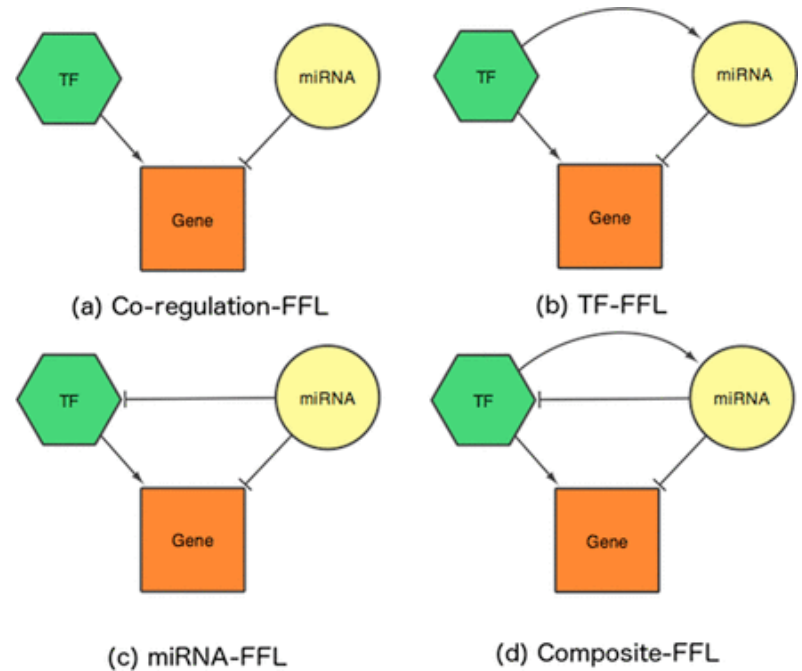 TF
miRNA
Gene
(a) Co-regulation-FFL
TF
miRNA
Gene
(b) TF-FFL
TF
miRNA
Gene
(c) miRNA-FFL
TF
miRNA
Gene
(d) Composite-FFL